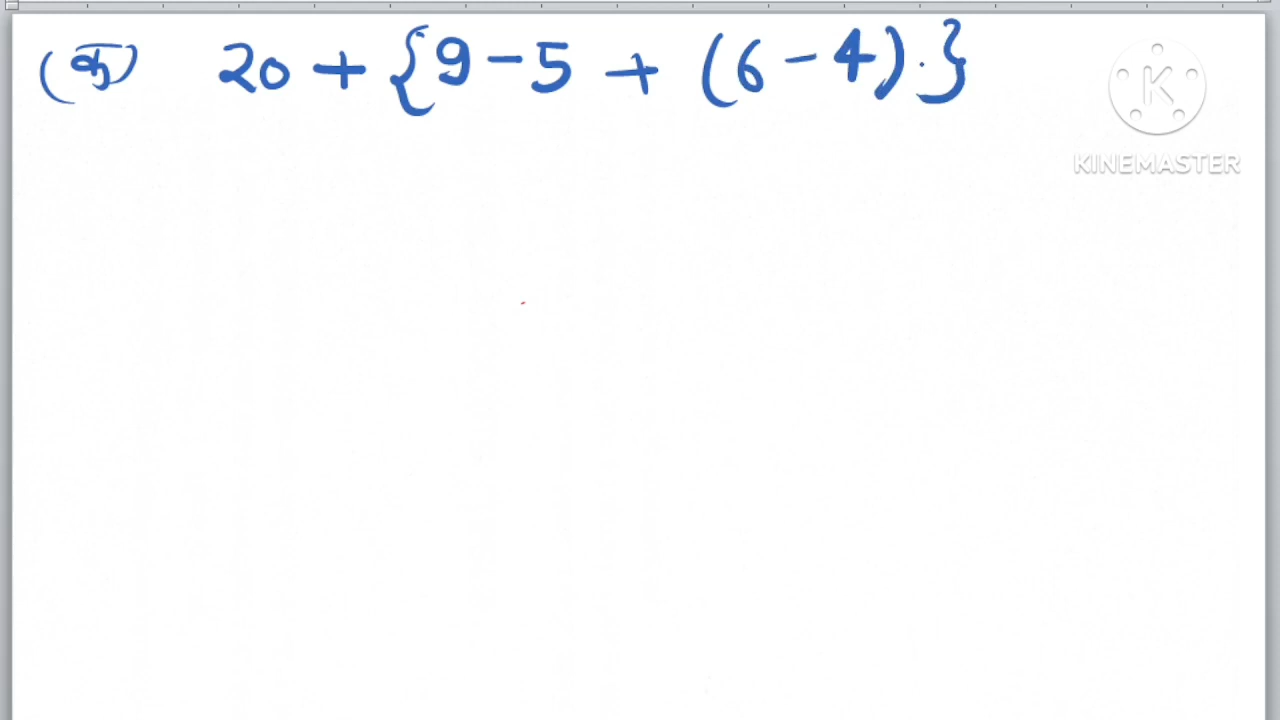 (क) 20 + {9 - 5 + (6 - 4).}
K
KINEMASTER